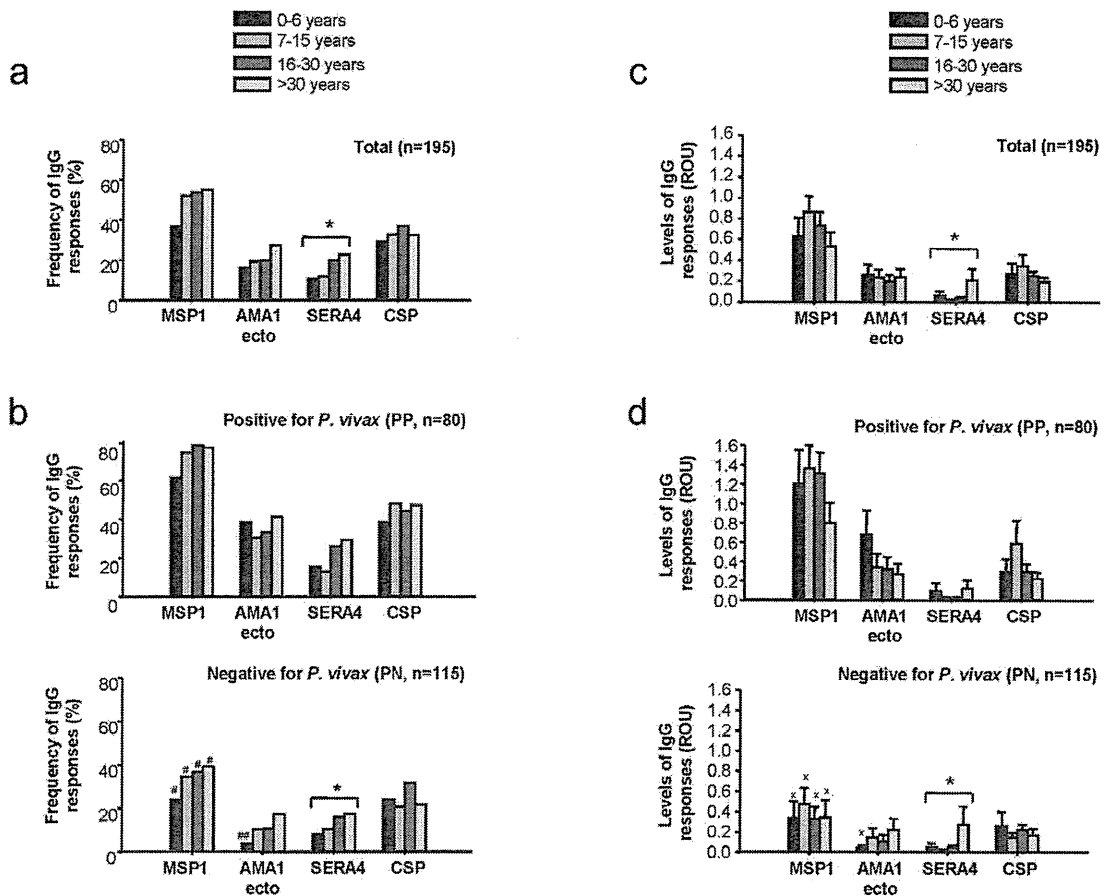 0-6 years
7-15 years
16-30 years
>30 years
a
Total (n=195)
Frequency of IgG
responses (%)
80
60
40
20
0
*
MSP1 AMA1 SERA4 CSP
ecto
b
Positive for P. vivax (PP, n=80)
Frequency of IgG
responses (%)
80
60
40
20
0
MSP1 AMA1 SERA4 CSP
ecto
Negative for P. vivax (PN, n=115)
Frequency of IgG
responses (%)
80
60
40
20
0
# # # #
##
*
MSP1 AMA1 SERA4 CSP
ecto
0-6 years
7-15 years
16-30 years
>30 years
c
Total (n=195)
Levels of IgG
responses (ROU)
1.6
1.4
1.2
1.0
0.8
0.6
0.4
0.2
0.0
*
MSP1 AMA1 SERA4 CSP
ecto
d
Positive for P. vivax (PP, n=80)
Levels of IgG
responses (ROU)
1.6
1.4
1.2
1.0
0.8
0.6
0.4
0.2
0.0
MSP1 AMA1 SERA4 CSP
ecto
Negative for P. vivax (PN, n=115)
Levels of IgG
responses (ROU)
1.6
1.4
1.2
1.0
0.8
0.6
0.4
0.2
0.0
x x x x
x
*
MSP1 AMA1 SERA4 CSP
ecto